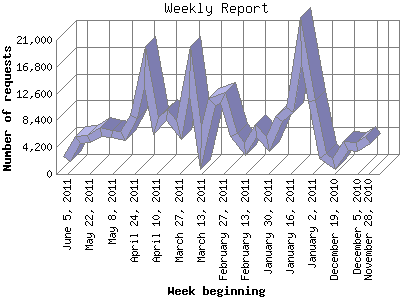 Weekly Report
Number of requests
21,000
16,800
12,600
8,400
4,200
0
June 5, 2011
May 22, 2011
May 8, 2011
April 24, 2011
April 10, 2011
March 27, 2011
March 13, 2011
February 27, 2011
February 13, 2011
January 30, 2011
January 16, 2011
January 2, 2011
December 19, 2010
December 5, 2010
November 28, 2010
Week beginning